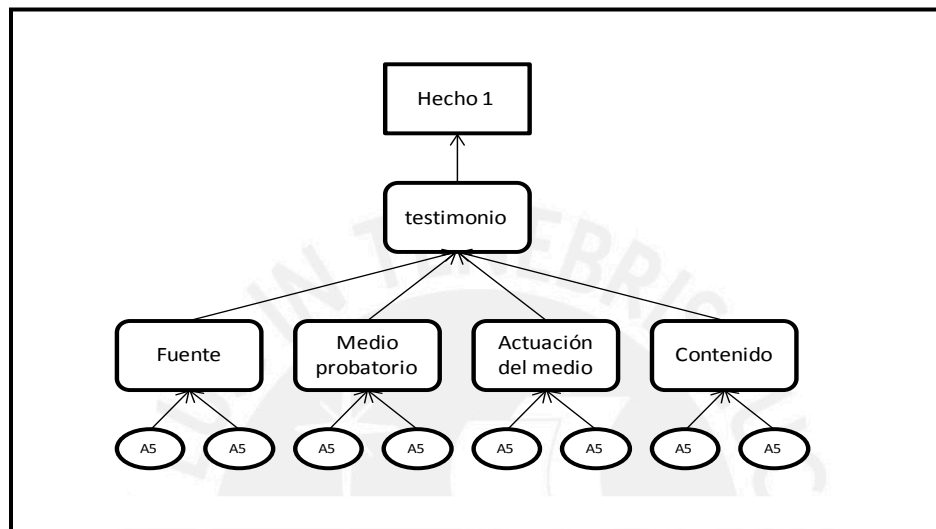 Hecho 1
testimonio
Fuente
Medio
probatorio
Actuación
del medio
Contenido
A5
A5
A5
A5
A5
A5
A5
A5